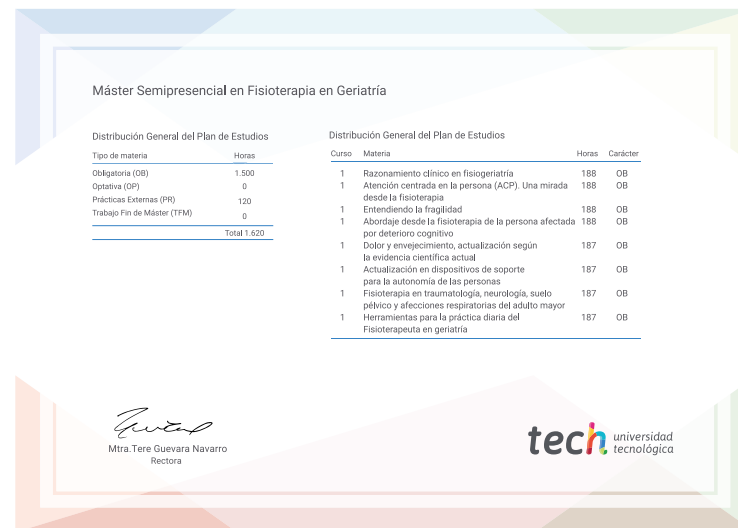 Máster Semipresencial en Fisioterapia en Geriatría
Distribución General del Plan de Estudios
Tipo de materia Horas
Obligatoria (OB) 1.500
Optativa (OP) 0
Prácticas Externas (PR) 120
Trabajo Fin de Máster (TFM) 0
Total 1.620
Distribución General del Plan de Estudios
Curso Materia Horas Carácter
1 Razonamiento clínico en fisiogeriatría 188 OB
1 Atención centrada en la persona (ACP). Una mirada 188 OB
desde la fisioterapia
1 Entendiendo la fragilidad 188 OB
1 Abordaje desde la fisioterapia de la persona afectada 188 OB
por deterioro cognitivo
1 Dolor y envejecimiento, actualización según 187 OB
la evidencia científica actual
1 Actualización en dispositivos de soporte 187 OB
para la autonomía de las personas
1 Fisioterapia en traumatología, neurología, suelo 187 OB
pélvico y afecciones respiratorias del adulto mayor
1 Herramientas para la práctica diaria del 187 OB
Fisioterapeuta en geriatría
Mtra.Tere Guevara Navarro
Rectora
tech universidad
tecnológica